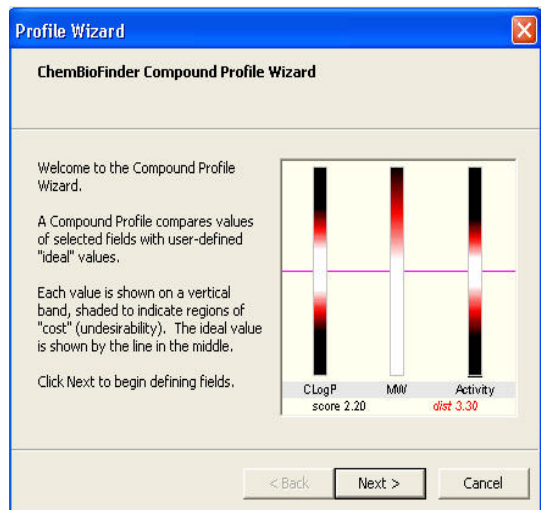 Profile Wizard
ChemBioFinder Compound Profile Wizard
Welcome to the Compound Profile
Wizard.
A Compound Profile compares values
of selected fields with user-defined
"ideal" values.
Each value is shown on a vertical
band, shaded to indicate regions of
"cost" (undesirability). The ideal value
is shown by the line in the middle.
Click Next to begin defining fields.
CLogP MW Activity
score 2.20 dist 3.30
< Back Next > Cancel